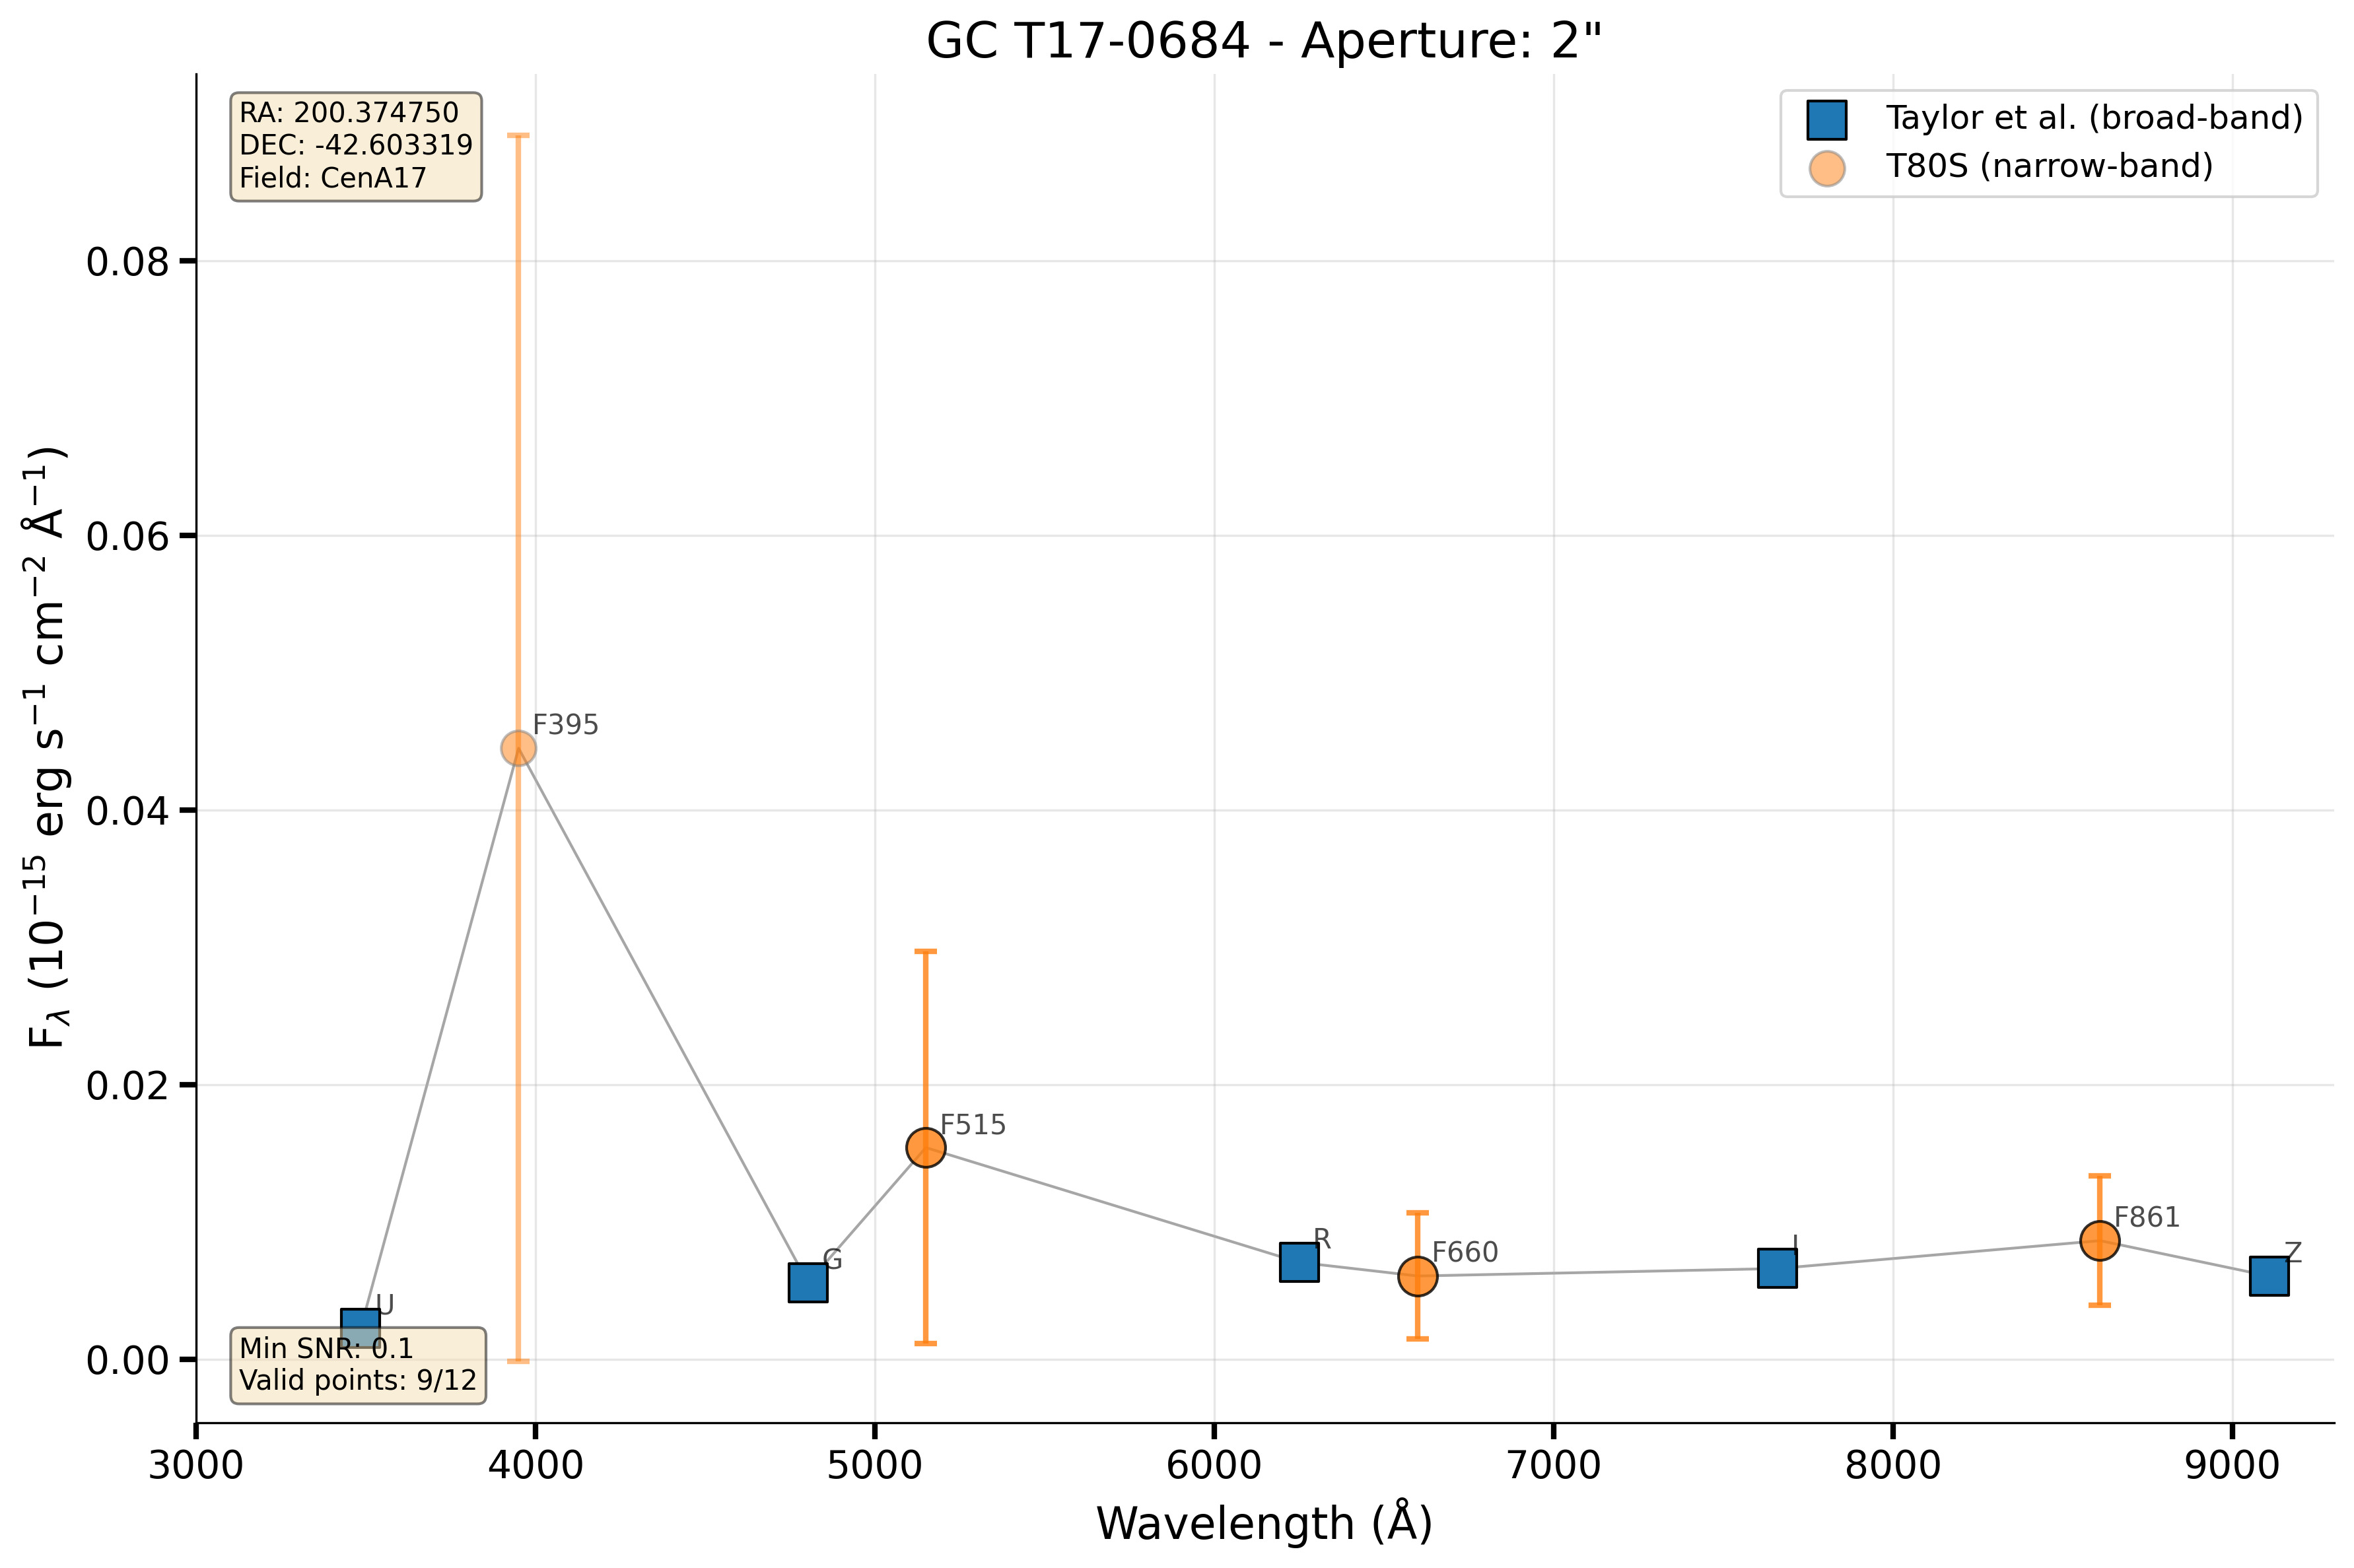 GC T17-0684 - Aperture: 2"
RA: 200.374750
DEC: -42.603319
Field: CenA17
Taylor et al. (broad-band)
T80S (narrow-band)
F$_{λ}$ (10$^{-15}$ erg s$^{-1}$ cm$^{-2}$ Å$^{-1}$)
0.08
0.06
0.04
0.02
0.00
F395
F515
U
G
R
F660
I
F861
Z
Min SNR: 0.1
Valid points: 9/12
3000 4000 5000 6000 7000 8000 9000
Wavelength (Å)